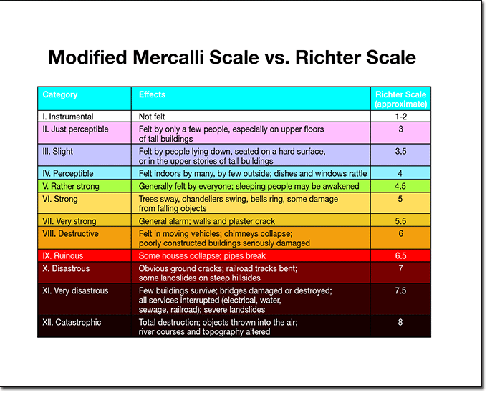 Modified Mercalli Scale vs. Richter Scale
Category Effects Richter Scale
(approximate)
I. Instrumental Not felt 1-2
II. Just perceptible Felt by only a few people, especially on upper floors 3
of tall buildings
III. Slight Felt by people lying down, seated on a hard surface, 3.5
or in the upper stories of tall buildings
IV. Perceptible Felt indoors by many, by few outside; dishes and windows rattle 4
V. Rather strong Generally felt by everyone; sleeping people may be awakened 4.5
VI. Strong Trees sway, chandeliers swing, bells ring, some damage 5
from falling objects
VII. Very strong General alarm; walls and plaster crack 5.5
VIII. Destructive Felt in moving vehicles; chimneys collapse; 6
poorly constructed buildings seriously damaged
IX. Ruinous Some houses collapse; pipes break 6.5
X. Disastrous Obvious ground cracks; railroad tracks bent; 7
some landslides on steep hillsides
XI. Very disastrous Few buildings survive; bridges damaged or destroyed; 7.5
all services interrupted (electrical, water,
sewage, railroad); severe landslides
XII. Catastrophic Total destruction; objects thrown into the air; 8
river courses and topography altered